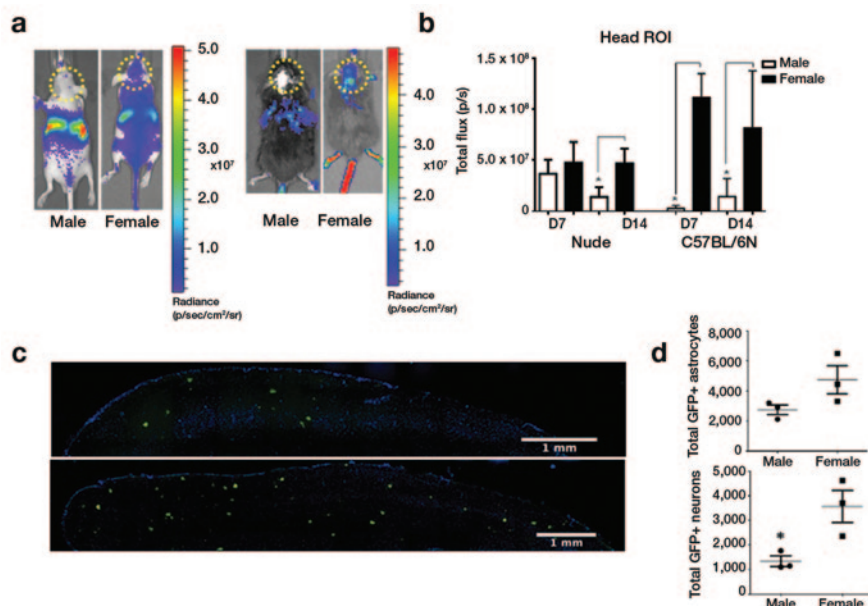 a
Male
Female
5.0
4.0
x10⁷
3.0
2.0
1.0
Radiance
(p/sec/cm²/sr)
Male
Female
4.0
x10⁷
3.0
2.0
1.0
Radiance
(p/sec/cm²/sr)
b
Head ROI
Male
Female
Total flux (p/s)
1.5 x 10⁸
1.0 x 10⁸
5.0 x 10⁷
0
*
*
*
D7
D14
D7
D14
Nude
C57BL/6N
c
1 mm
1 mm
d
Total GFP+ astrocytes
8,000
6,000
4,000
2,000
0
Male
Female
Total GFP+ neurons
5,000
4,000
3,000
2,000
1,000
0
*
Male
Female